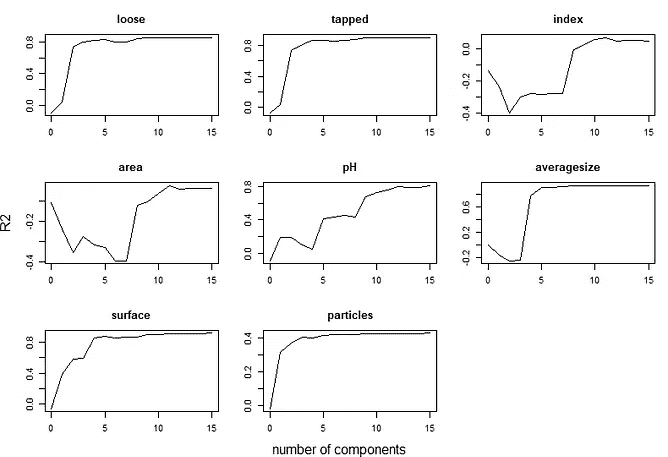 loose
0.0 0.4 0.8
0 5 10 15
tapped
0.0 0.4 0.8
0 5 10 15
index
-0.4 -0.2 0.0
0 5 10 15
area
-0.4 -0.2
0 5 10 15
pH
0.0 0.4 0.8
0 5 10 15
averagesize
-0.2 0.2 0.6
0 5 10 15
surface
0.0 0.4 0.8
0 5 10 15
particles
0.0 0.2 0.4
0 5 10 15
R2
number of components